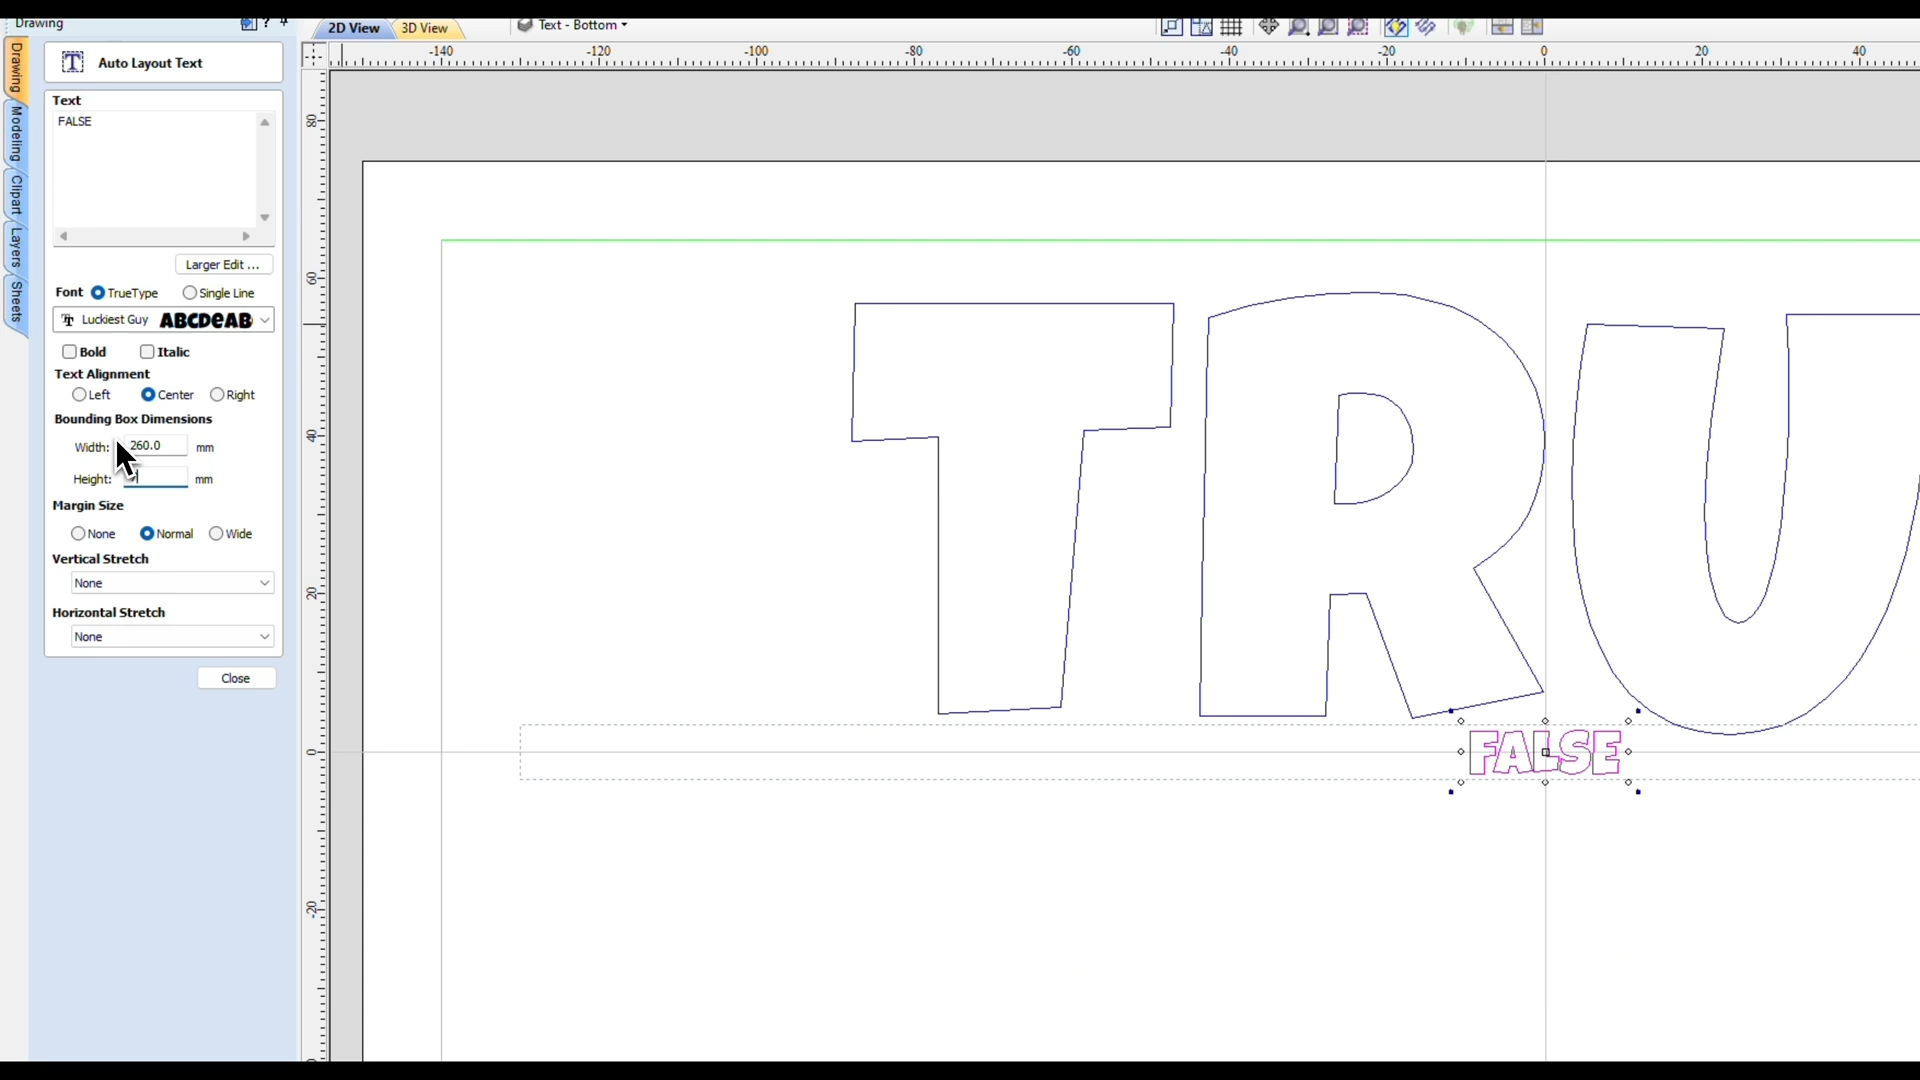 Drawing
?
2D View
3D View
Text - Bottom
Drawing
Modeling
Clipart
Layers
Sheets
Auto Layout Text
Text
FALSE
Larger Edit ...
Font TrueType Single Line
Luckiest Guy ABCDeAB
Bold Italic
Text Alignment
Left Center Right
Bounding Box Dimensions
Width: 260.0 mm
Height: mm
Margin Size
None Normal Wide
Vertical Stretch
None
Horizontal Stretch
None
Close
-140 -120 -100 -80 -60 -40 -20 0 20 40
80
60
40
20
0
-20
TRU
FALSE